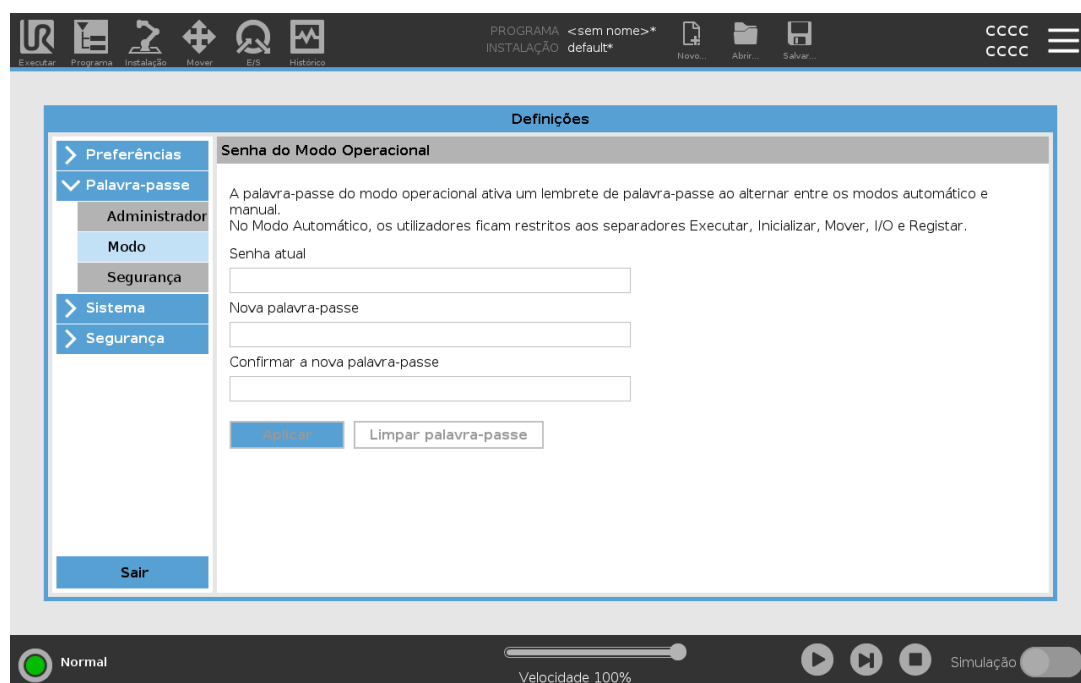 PROGRAMA <sem nome>*
INSTALAÇÃO default*
cccc
cccc
Executar Programa Instalação Mover E/S Histórico Novo... Abrir... Salvar...
Definições
Preferências
Palavra-passe
Administrador
Modo
Segurança
Sistema
Segurança
Sair
Senha do Modo Operacional
A palavra-passe do modo operacional ativa um lembrete de palavra-passe ao alternar entre os modos automático e
manual.
No Modo Automático, os utilizadores ficam restritos aos separadores Executar, Inicializar, Mover, I/O e Registar.
Senha atual
Nova palavra-passe
Confirmar a nova palavra-passe
Aplicar Limpar palavra-passe
Normal
Velocidade 100%
Simulação